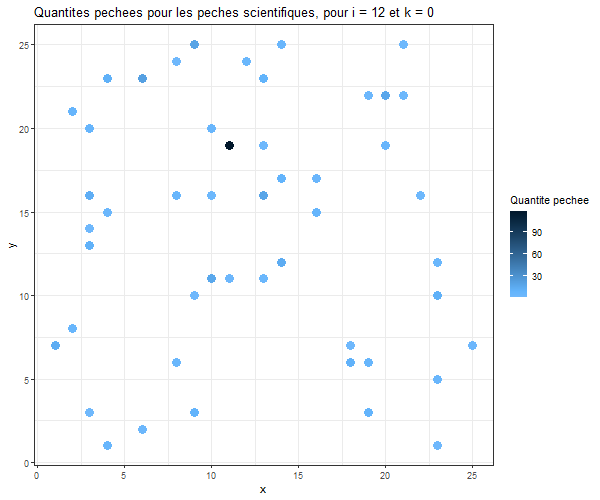 Quantites pechees pour les peches scientifiques, pour i = 12 et k = 0
25
20
15
10
5
0
y
0 5 10 15 20 25
x
Quantite pechee
90
60
30